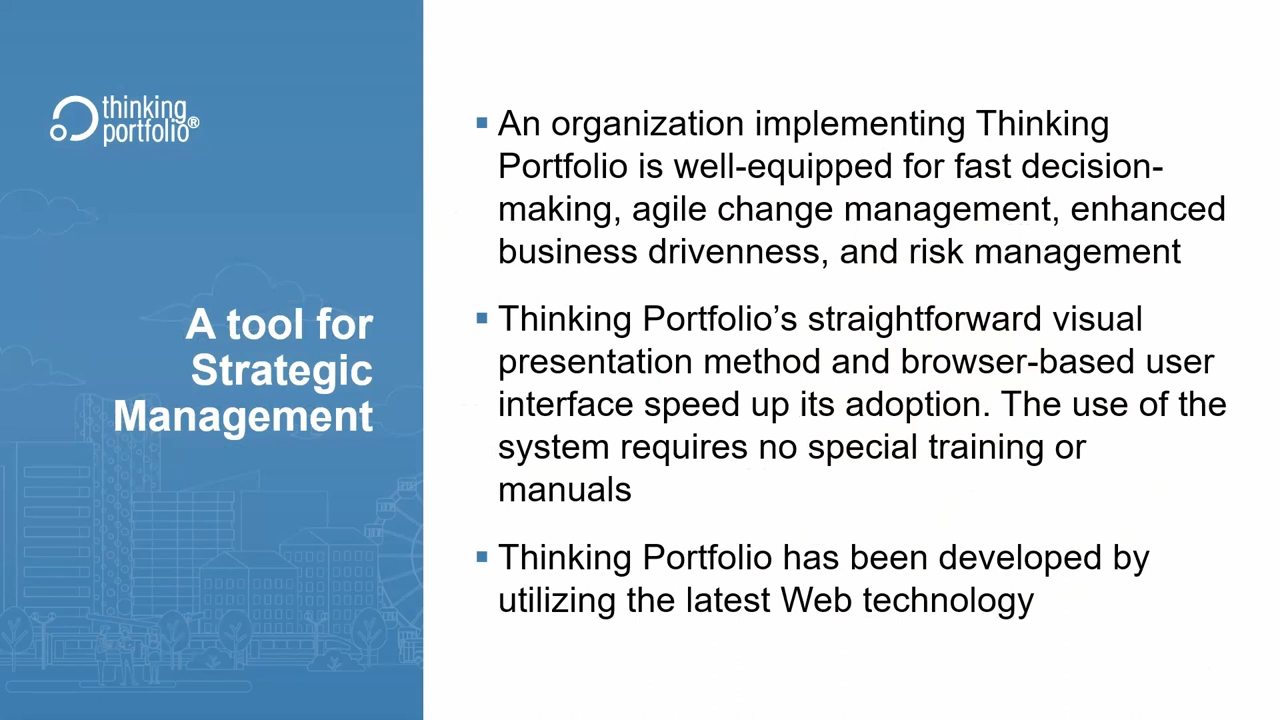 thinking
portfolio®
A tool for
Strategic
Management
▪ An organization implementing Thinking
Portfolio is well-equipped for fast decision-
making, agile change management, enhanced
business drivenness, and risk management
▪ Thinking Portfolio’s straightforward visual
presentation method and browser-based user
interface speed up its adoption. The use of the
system requires no special training or
manuals
▪ Thinking Portfolio has been developed by
utilizing the latest Web technology